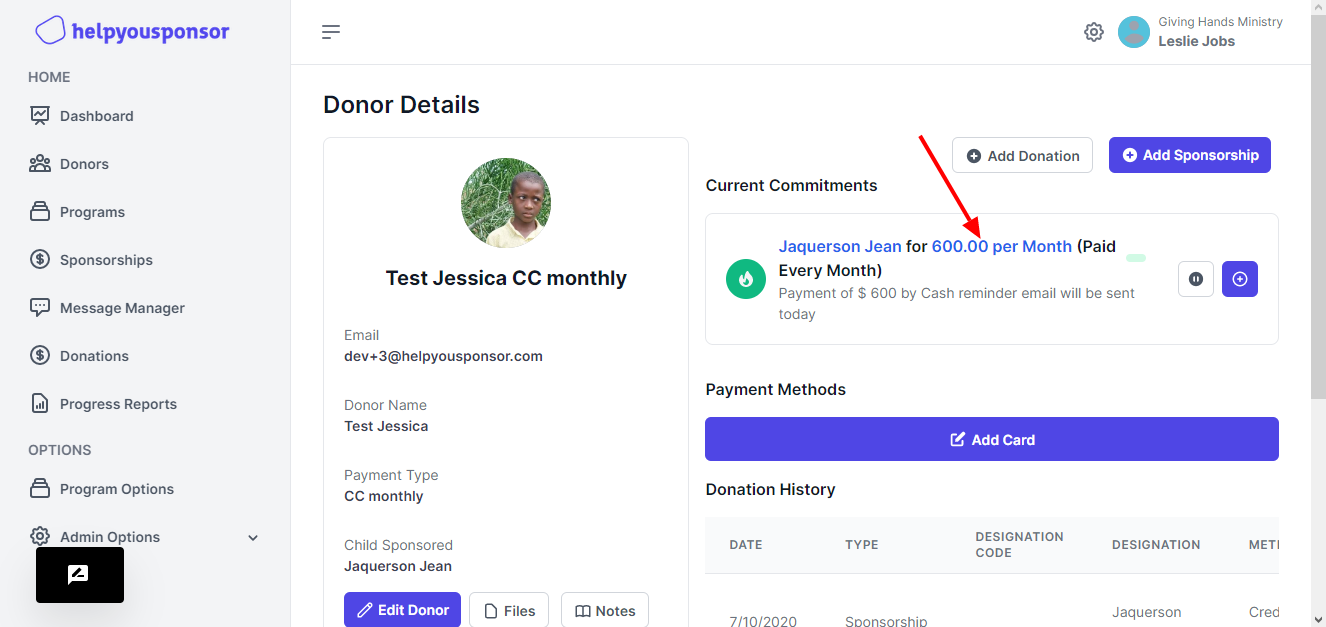 helpyousponsor
HOME
Dashboard
Donors
Programs
Sponsorships
Message Manager
Donations
Progress Reports
OPTIONS
Program Options
Admin Options
Giving Hands Ministry
Leslie Jobs
Donor Details
Test Jessica CC monthly
Email
dev+3@helpyousponsor.com
Donor Name
Test Jessica
Payment Type
CC monthly
Child Sponsored
Jaquerson Jean
Edit Donor
Files
Notes
Add Donation
Add Sponsorship
Current Commitments
Jaquerson Jean for 600.00 per Month (Paid
Every Month)
Payment of $ 600 by Cash reminder email will be sent
today
Payment Methods
Add Card
Donation History
DATE TYPE DESIGNATION CODE DESIGNATION
7/10/2020 Sponsorship Jaquerson